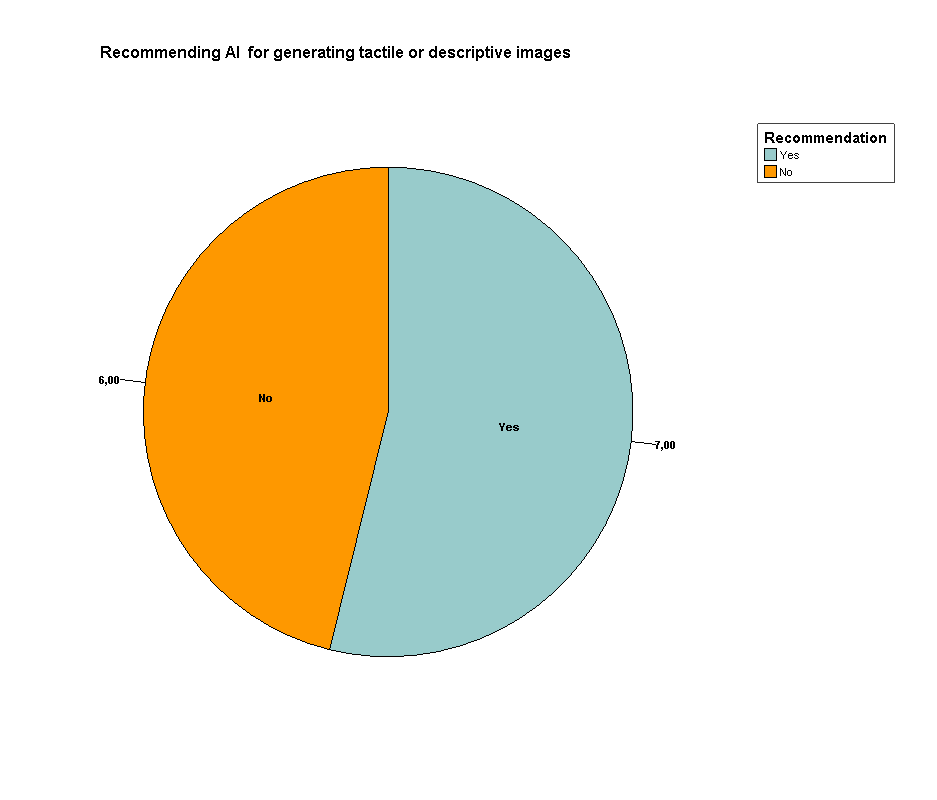 Recommending AI for generating tactile or descriptive images
Recommendation
Yes
No
6,00
No
Yes
7,00